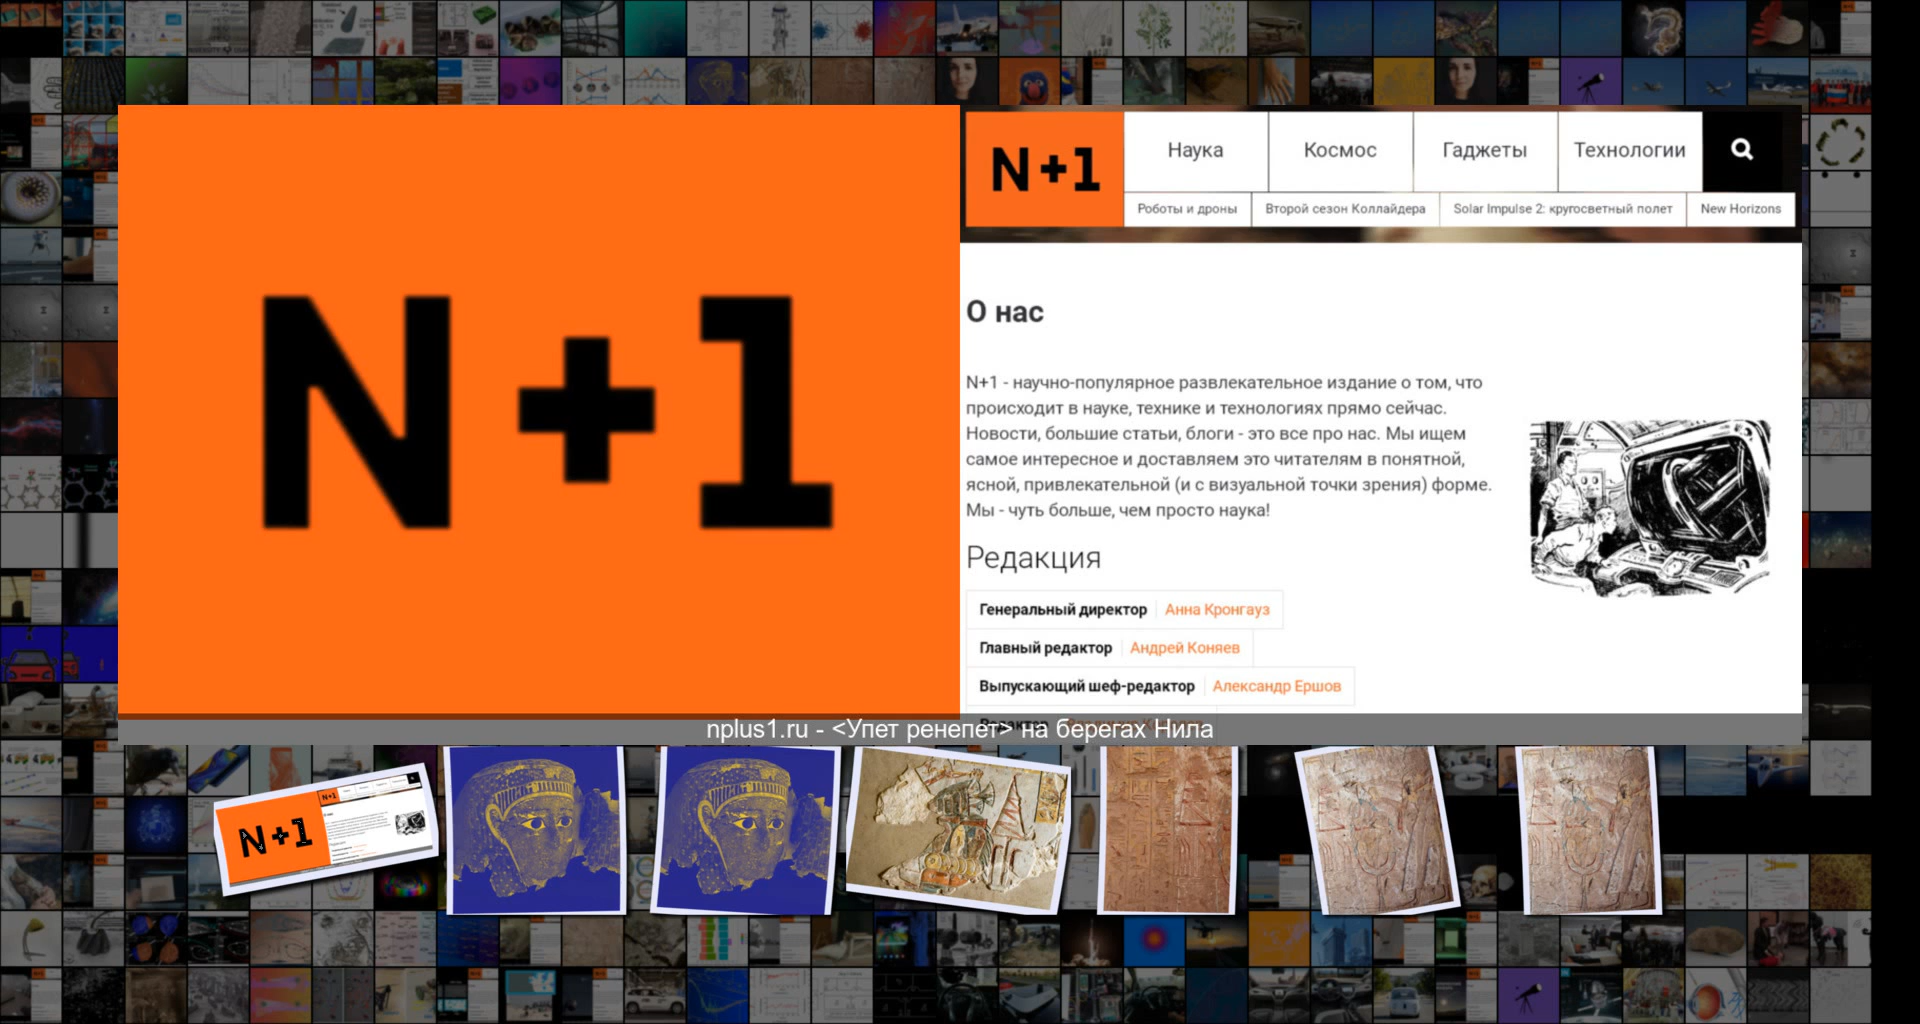 N+1
N+1
Наука
Космос
Гаджеты
Технологии
Роботы и дроны
Второй сезон Коллайдера
Solar Impulse 2: кругосветный полет
New Horizons
О нас
N+1 - научно-популярное развлекательное издание о том, что
происходит в науке, технике и технологиях прямо сейчас.
Новости, большие статьи, блоги - это все про нас. Мы ищем
самое интересное и доставляем это читателям в понятной,
ясной, привлекательной (и с визуальной точки зрения) форме.
Мы - чуть больше, чем просто наука!
Редакция
Генеральный директор Анна Кронгауз
Главный редактор Андрей Коняев
Выпускающий шеф-редактор Александр Ершов
Редактор
nplus1.ru - <Упет ренепет> на берегах Нила
N+1
N+1